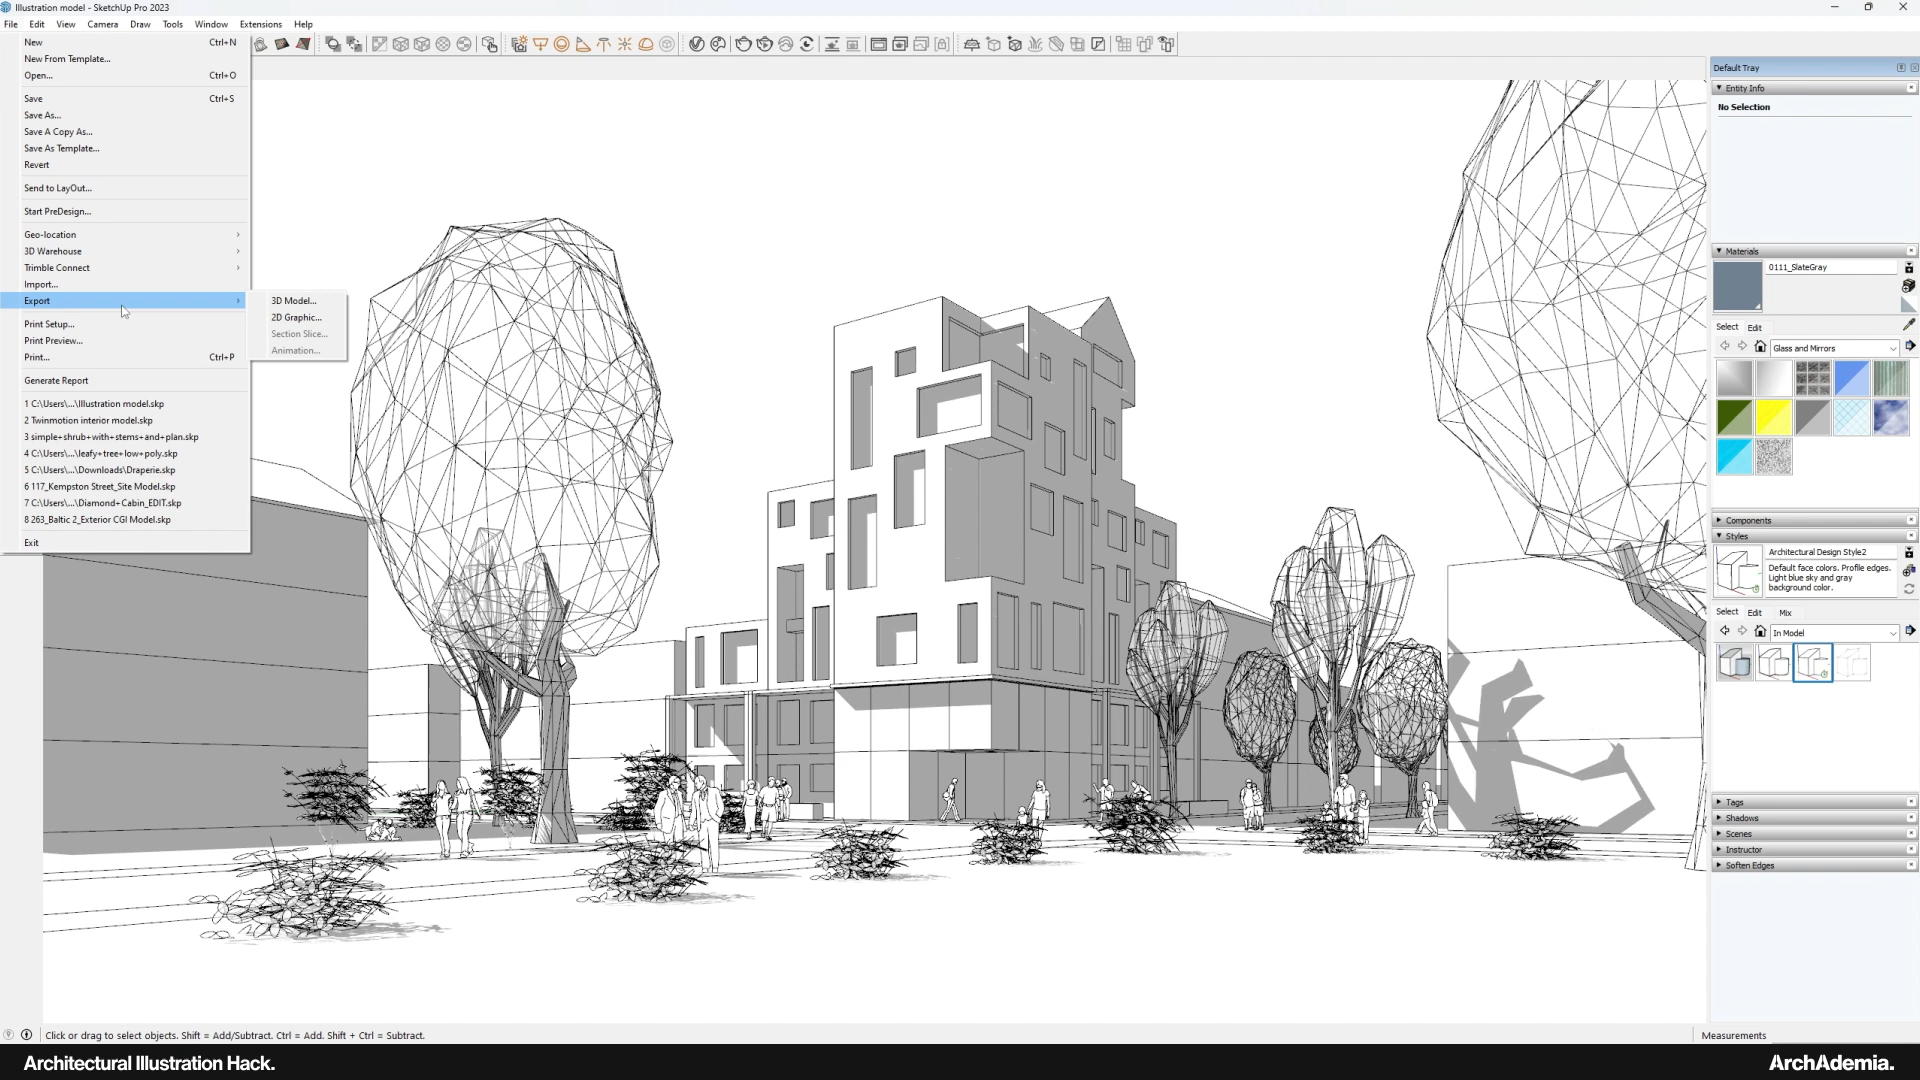 Illustration model - SketchUp Pro 2023
File Edit View Camera Draw Tools Window Extensions Help
New Ctrl+N
New From Template...
Open... Ctrl+O
Save Ctrl+S
Save As...
Save A Copy As...
Save As Template...
Revert
Send to LayOut...
Start PreDesign...
Geo-location
3D Warehouse
Trimble Connect
Import...
Export
3D Model...
2D Graphic...
Section Slice...
Animation...
Print Setup...
Print Preview...
Print... Ctrl+P
Generate Report
1 C:\Users\...\Illustration model.skp
2 Twinmotion interior model.skp
3 simple+shrub+with+stems+and+plan.skp
4 C:\Users\...\leafy+tree+low+poly.skp
5 C:\Users\...\Downloads\Draperie.skp
6 117_Kempston Street_Site Model.skp
7 C:\Users\...\Diamond+Cabin_EDIT.skp
8 263_Baltic 2_Exterior CGI Model.skp
Exit
Default Tray
Entity Info
No Selection
Materials
0111_SlateGray
Select Edit
Glass and Mirrors
Components
Styles
Architectural Design Style2
Default face colors. Profile edges.
Light blue sky and gray
background color.
Select Edit Mix
In Model
Tags
Shadows
Scenes
Instructor
Soften Edges
Click or drag to select objects. Shift = Add/Subtract. Ctrl = Add. Shift + Ctrl = Subtract.
Measurements
Architectural Illustration Hack.
ArchAdemia.